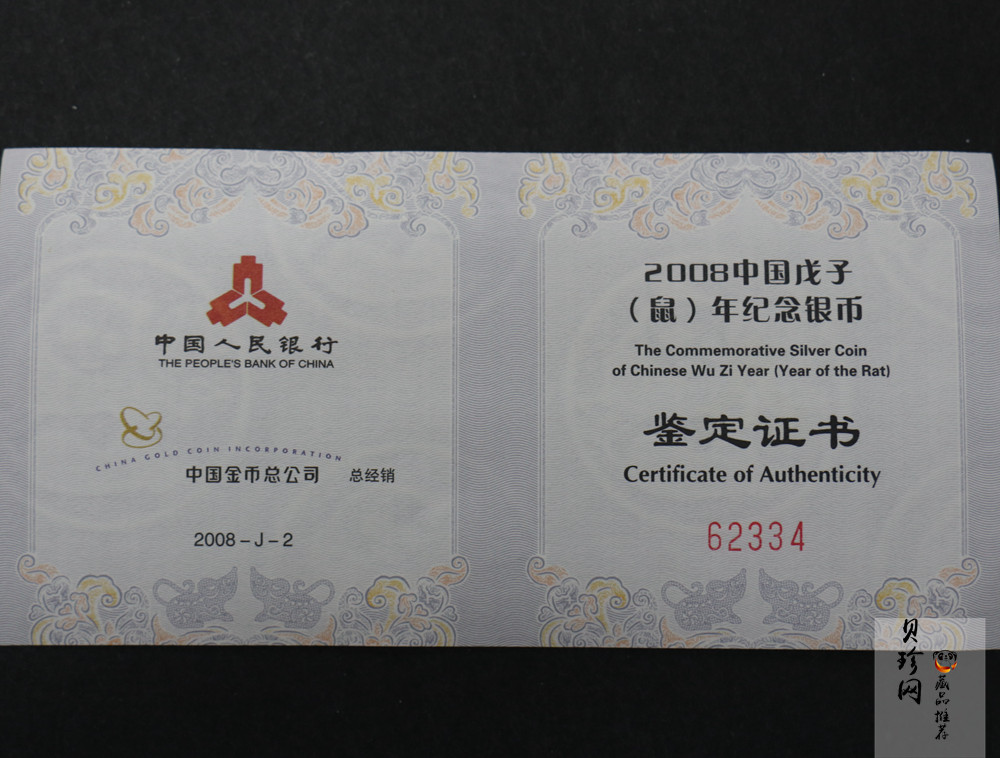 中国人民银行
THE PEOPLE'S BANK OF CHINA
CHINA GOLD COIN INCORPORATION
中国金币总公司 总经销
2008-J-2
2008中国戊子
（鼠）年纪念银币
The Commemorative Silver Coin
of Chinese Wu Zi Year (Year of the Rat)
鉴定证书
Certificate of Authenticity
62334
贝珍网
藏品推荐